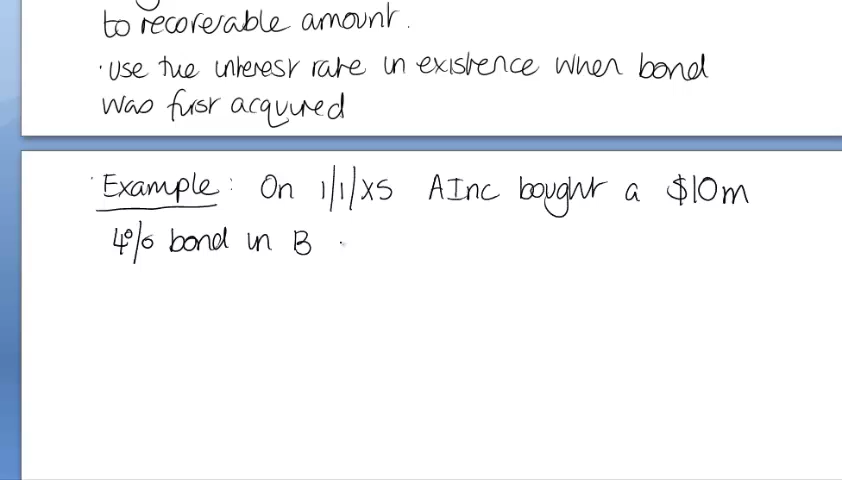 to recoverable amount.
· Use the interest rate in existence when bond
was first acquired
· Example: On 1/1/X5 A Inc bought a $10m
4% bond in B